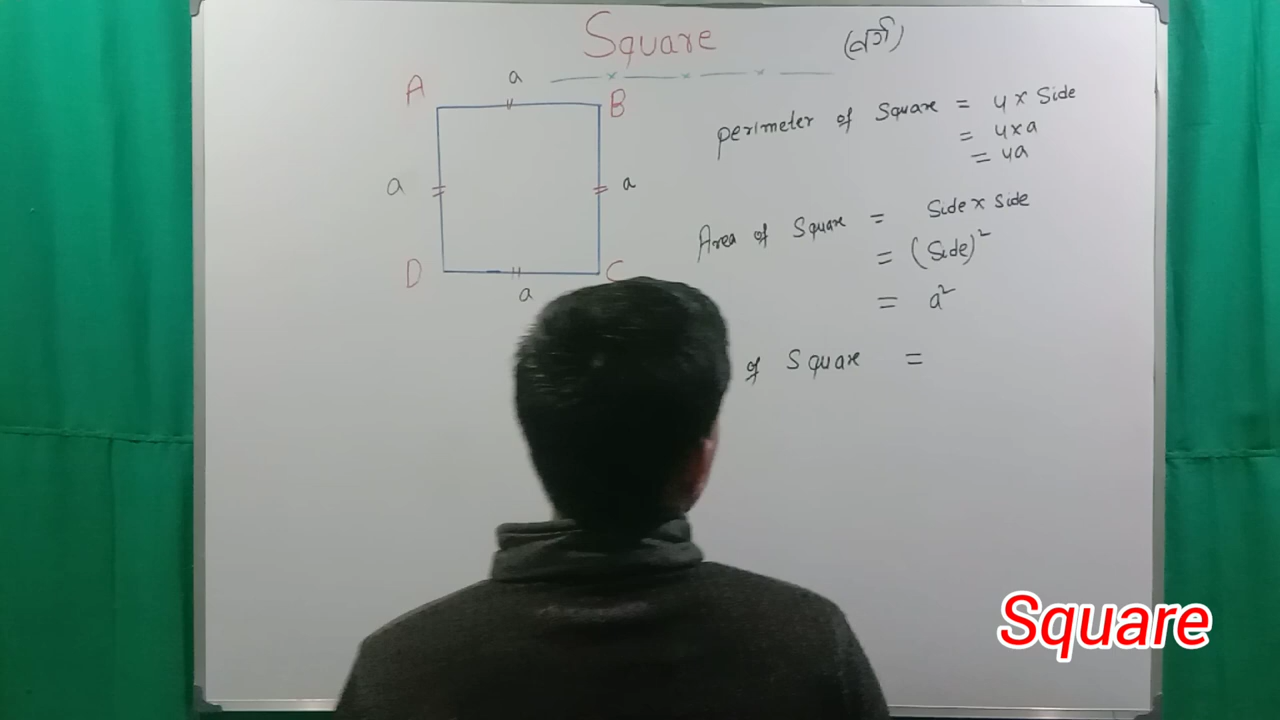 Square (वर्ग)
a
A B
a a
D C
a
perimeter of Square = 4 x Side
= 4xa
= 4a
Area of Square = Side x Side
= (Side)²
= a²
of Square =
Square